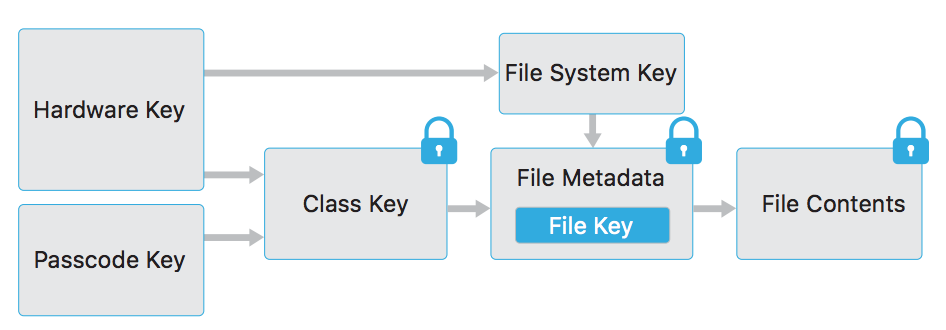 Hardware Key
File System Key
Class Key
File Metadata
File Key
File Contents
Passcode Key